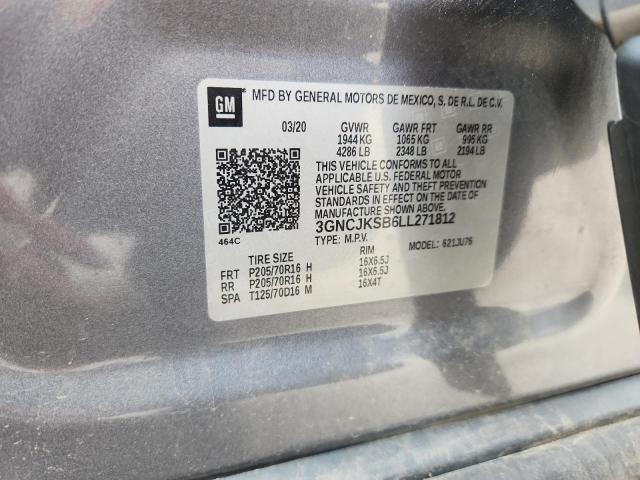 GM MFD BY GENERAL MOTORS DE MEXICO, S. DE R.L. DE C.V.
03/20 GVWR GAWR FRT GAWR RR
1944 KG 1065 KG 995 KG
4286 LB 2348 LB 2194 LB
THIS VEHICLE CONFORMS TO ALL
APPLICABLE U.S. FEDERAL MOTOR
VEHICLE SAFETY AND THEFT PREVENTION
STANDARDS IN EFFECT ON THE DATE OF
MANUFACTURE SHOWN ABOVE.
3GNCJKSB6LL271812
464C
TYPE: M.P.V. MODEL: 621JU76
TIRE SIZE RIM
FRT P205/70R16 H 16X6.5J
RR P205/70R16 H 16X6.5J
SPA T125/70D16 M 16X4T